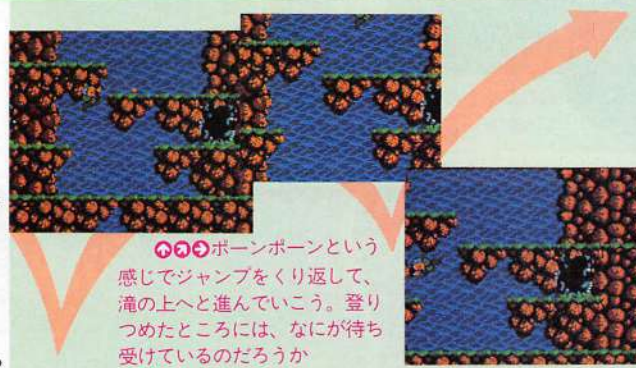 ⬆⬈➡ポーンポーンという
感じでジャンプをくり返して、
滝の上へと進んでいこう。登り
つめたところには、なにが待ち
受けているのだろうか